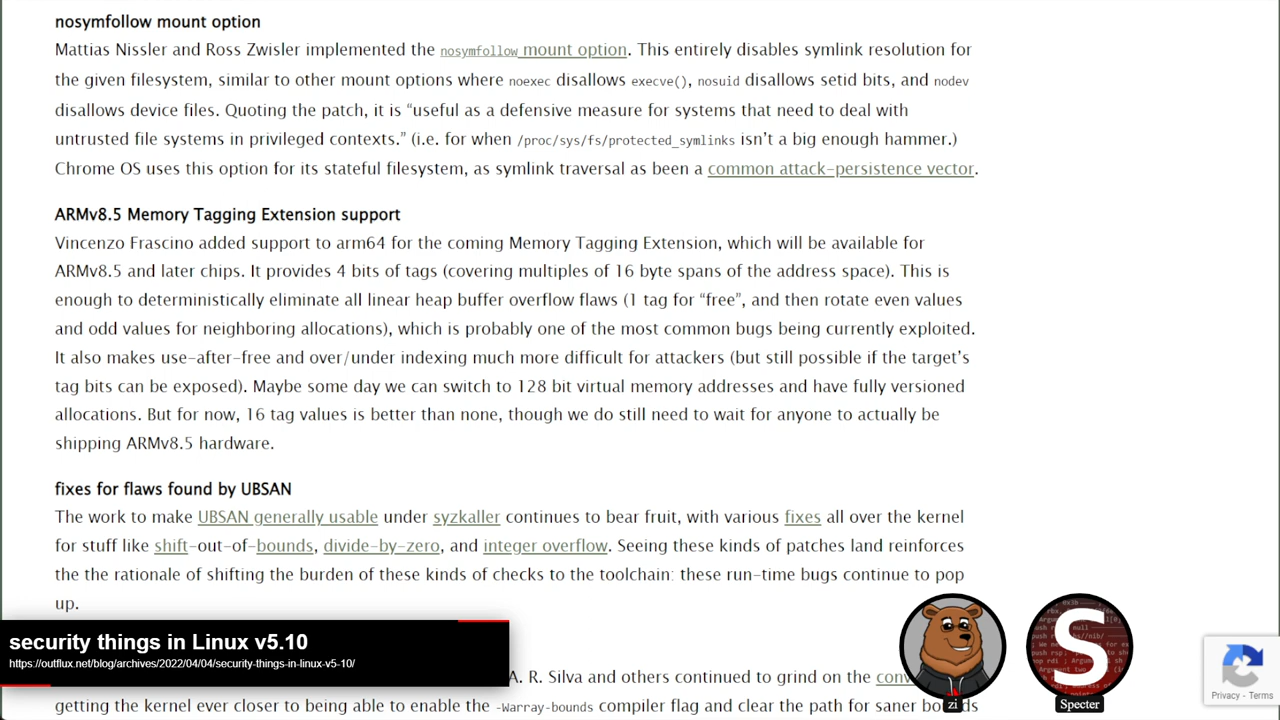 nosymfollow mount option
Mattias Nissler and Ross Zwisler implemented the nosymfollow mount option. This entirely disables symlink resolution for
the given filesystem, similar to other mount options where noexec disallows execve(), nosuid disallows setid bits, and nodev
disallows device files. Quoting the patch, it is “useful as a defensive measure for systems that need to deal with
untrusted file systems in privileged contexts.” (i.e. for when /proc/sys/fs/protected_symlinks isn’t a big enough hammer.)
Chrome OS uses this option for its stateful filesystem, as symlink traversal as been a common attack-persistence vector.
ARMv8.5 Memory Tagging Extension support
Vincenzo Frascino added support to arm64 for the coming Memory Tagging Extension, which will be available for
ARMv8.5 and later chips. It provides 4 bits of tags (covering multiples of 16 byte spans of the address space). This is
enough to deterministically eliminate all linear heap buffer overflow flaws (1 tag for “free”, and then rotate even values
and odd values for neighboring allocations), which is probably one of the most common bugs being currently exploited.
It also makes use-after-free and over/under indexing much more difficult for attackers (but still possible if the target’s
tag bits can be exposed). Maybe some day we can switch to 128 bit virtual memory addresses and have fully versioned
allocations. But for now, 16 tag values is better than none, though we do still need to wait for anyone to actually be
shipping ARMv8.5 hardware.
fixes for flaws found by UBSAN
The work to make UBSAN generally usable under syzkaller continues to bear fruit, with various fixes all over the kernel
for stuff like shift-out-of-bounds, divide-by-zero, and integer overflow. Seeing these kinds of patches land reinforces
the the rationale of shifting the burden of these kinds of checks to the toolchain: these run-time bugs continue to pop
up.
security things in Linux v5.10
https://outflux.net/blog/archives/2022/04/04/security-things-in-linux-v5-10/
A. R. Silva and others continued to grind on the
getting the kernel ever closer to being able to enable the -Warray-bounds compiler flag and clear the path for saner
zi
S
Specter
Privacy - Terms